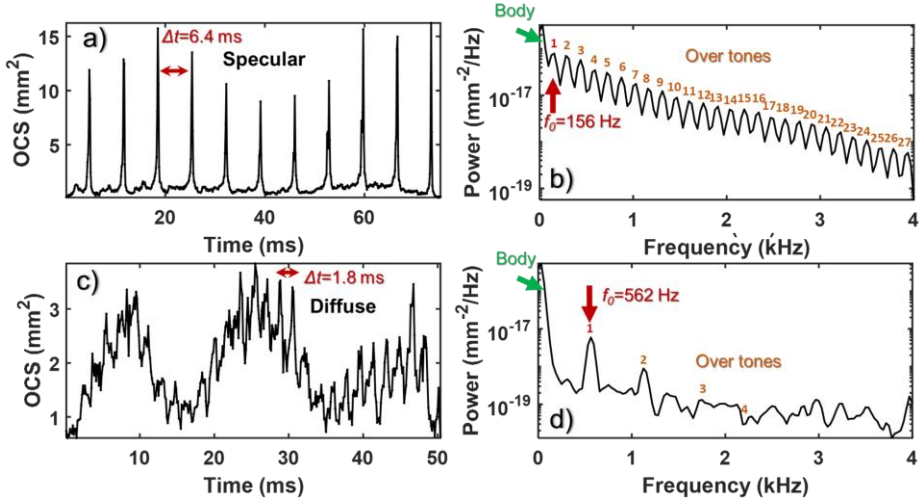 a)
Δt=6.4 ms
Specular
OCS (mm²)
15
10
5
20
40
60
Time (ms)
Body
b)
Over tones
1 2 3 4 5 6 7 8 9 10 11 12 13 14 15 16 17 18 19 20 21 22 23 24 25 26 27
f₀=156 Hz
Power (mm⁻²/Hz)
10⁻¹⁷
10⁻¹⁹
0 1 2 3 4
Frequency (kHz)
c)
Δt=1.8 ms
Diffuse
OCS (mm²)
3
2
1
10 20 30 40 50
Time (ms)
Body
d)
f₀=562 Hz
Over tones
1 2 3 4
Power (mm⁻²/Hz)
10⁻¹⁷
10⁻¹⁹
0 1 2 3 4
Frequency (kHz)